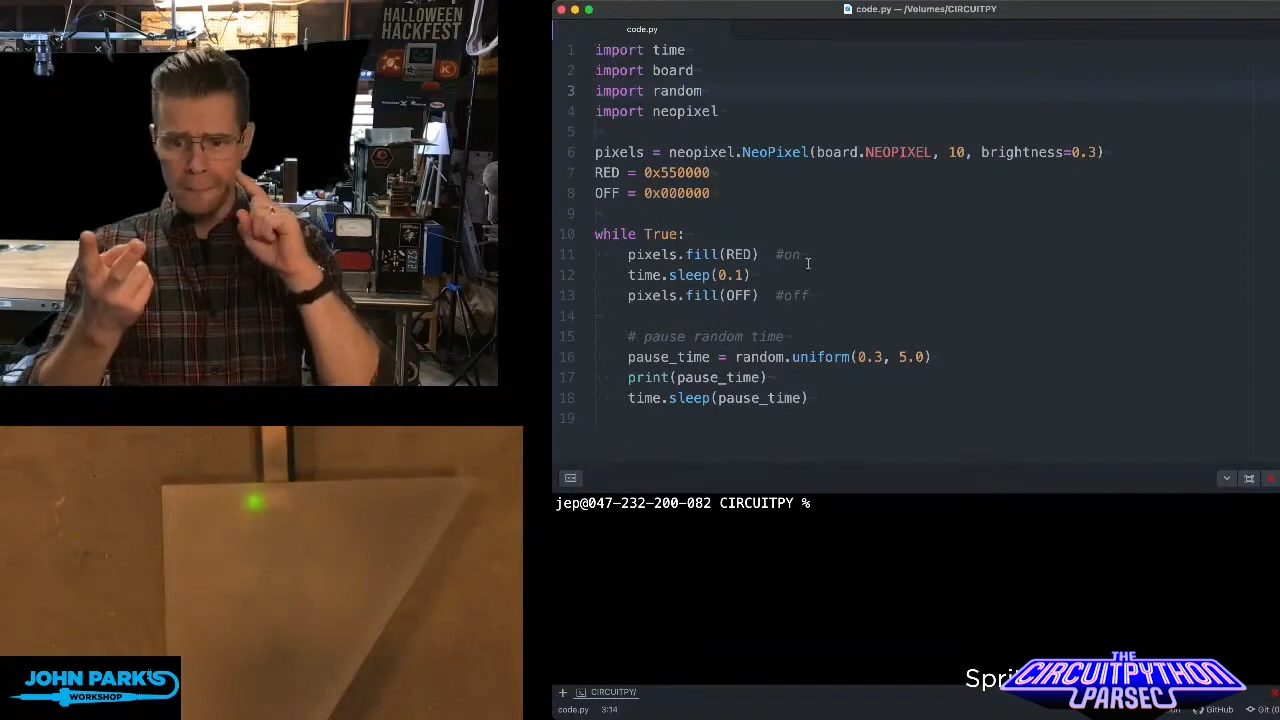 HALLOWEEN
HACKFEST
code.py — /Volumes/CIRCUITPY
code.py
1 import time
2 import board
3 import random
4 import neopixel
5
6 pixels = neopixel.NeoPixel(board.NEOPIXEL, 10, brightness=0.3)
7 RED = 0x550000
8 OFF = 0x000000
9
10 while True:
11 pixels.fill(RED) #on
12 time.sleep(0.1)
13 pixels.fill(OFF) #off
14
15 # pause random time
16 pause_time = random.uniform(0.3, 5.0)
17 print(pause_time)
18 time.sleep(pause_time)
19
jep@047-232-200-082 CIRCUITPY %
JOHN PARK'S
WORKSHOP
THE
CIRCUITPYTHON
PARSEC
CIRCUITPY/
code.py 3:14
GitHub
Git (0